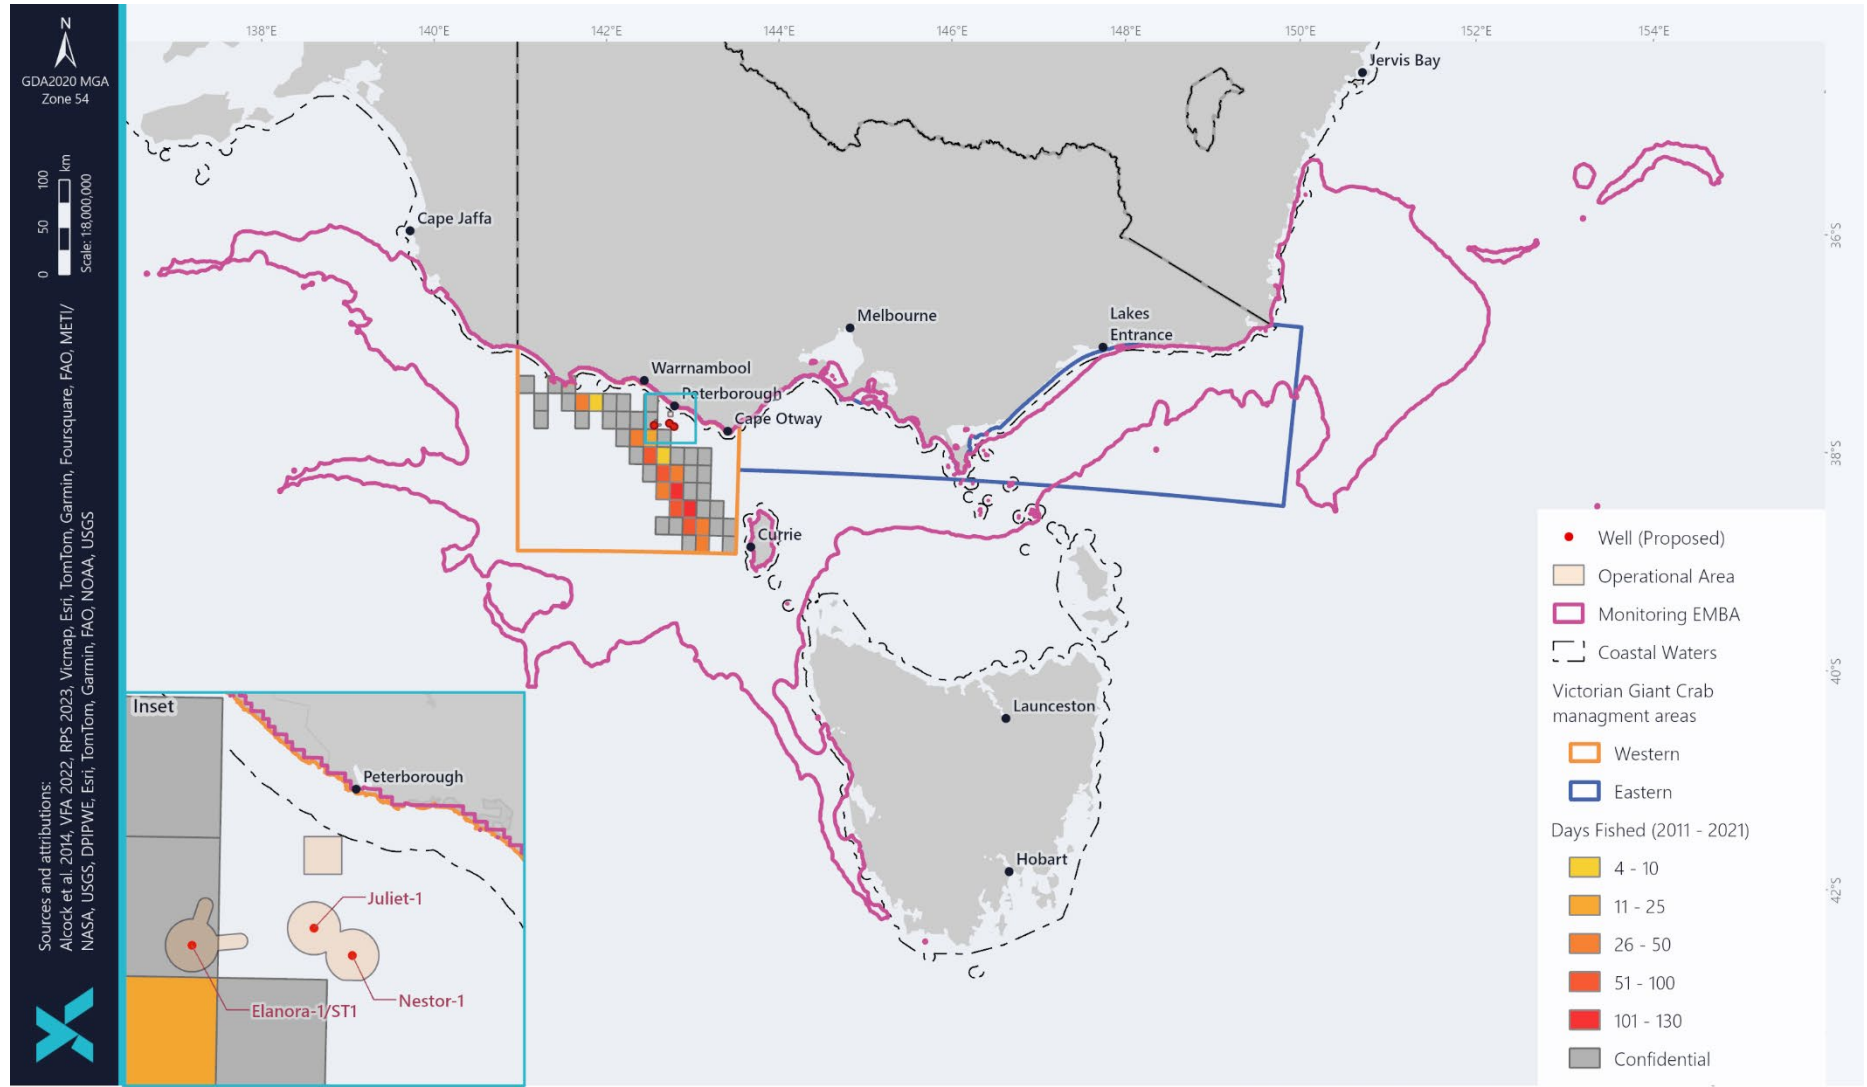 N
GDA2020 MGA
Zone 54
0 50 100 km
Scale: 1:8,000,000
Sources and attributions:
Alcock et al. 2014, VFA 2022, RPS 2023, Vicmap, Esri, TomTom, Garmin, Foursquare, FAO, METI/
NASA, USGS, DPIPWE, Esri, TomTom, Garmin, FAO, NOAA, USGS
138°E 140°E 142°E 144°E 146°E 148°E 150°E 152°E 154°E
36°S
38°S
40°S
42°S
Jervis Bay
Cape Jaffa
Melbourne
Lakes
Entrance
Warrnambool
Peterborough
Cape Otway
Currie
Launceston
Hobart
Inset
Peterborough
Juliet-1
Nestor-1
Elanora-1/ST1
Well (Proposed)
Operational Area
Monitoring EMBA
Coastal Waters
Victorian Giant Crab
managment areas
Western
Eastern
Days Fished (2011 - 2021)
4 - 10
11 - 25
26 - 50
51 - 100
101 - 130
Confidential